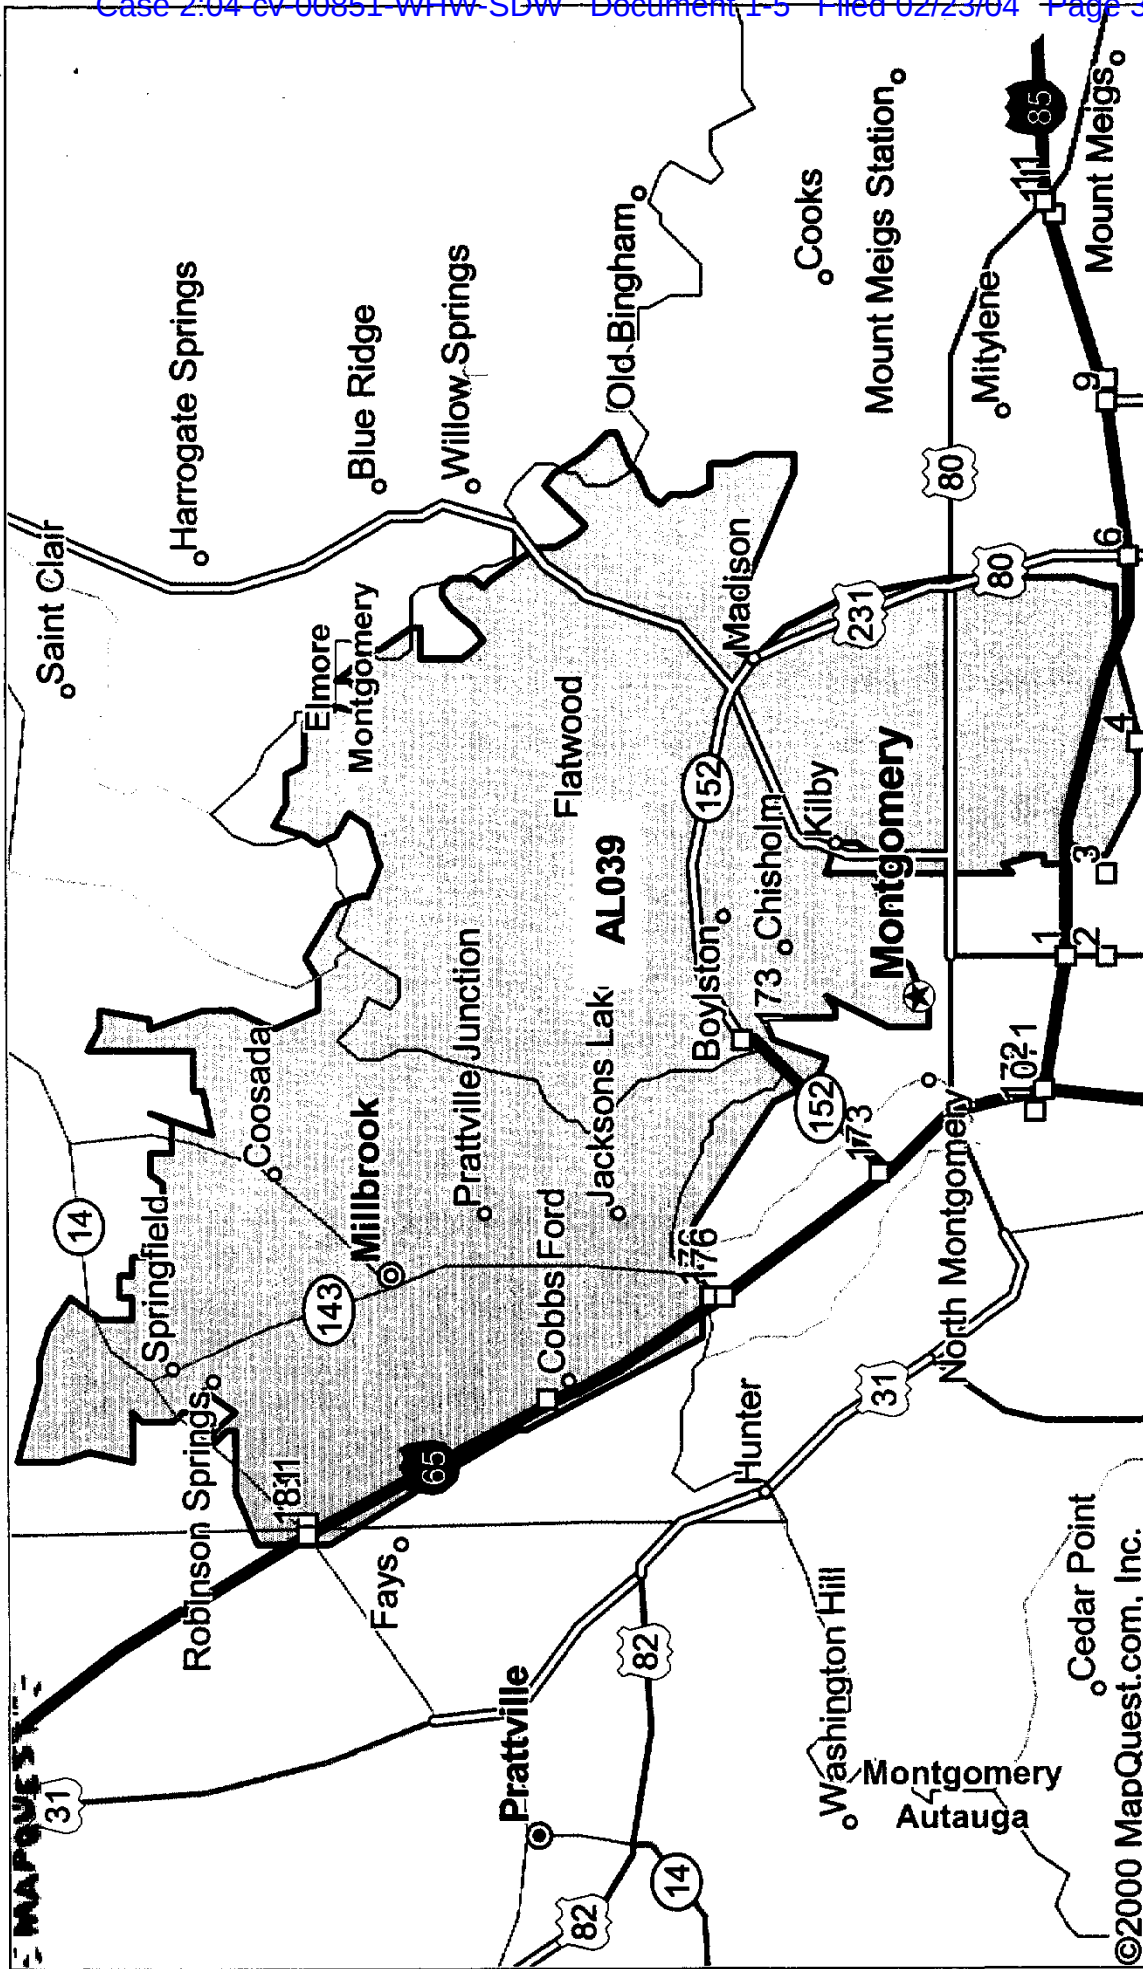 Case 2:04-cv-00851-WHW-SDW Document 1-5 Filed 02/23/04 Page 3
MAPQUEST
31
Saint Clair
Harrogate Springs
Blue Ridge
Willow Springs
Old Bingham
Cooks
Mount Meigs Station
Mount Meigs
85
111
Mitylene
9
80
6
80
231
Madison
Elmore
Montgomery
Flatwood
AL039
152
Chisholm
Kilby
Montgomery
4
3
1
2
Boylston
173
152
173
Coosada
Millbrook
Prattville Junction
Jacksons Lak
14
Springfield
143
Cobbs Ford
176
North Montgomery
31
Hunter
Robinson Springs
181
65
Fays
Prattville
82
82
14
Washington Hill
Montgomery
Autauga
Cedar Point
©2000 MapQuest.com, Inc.